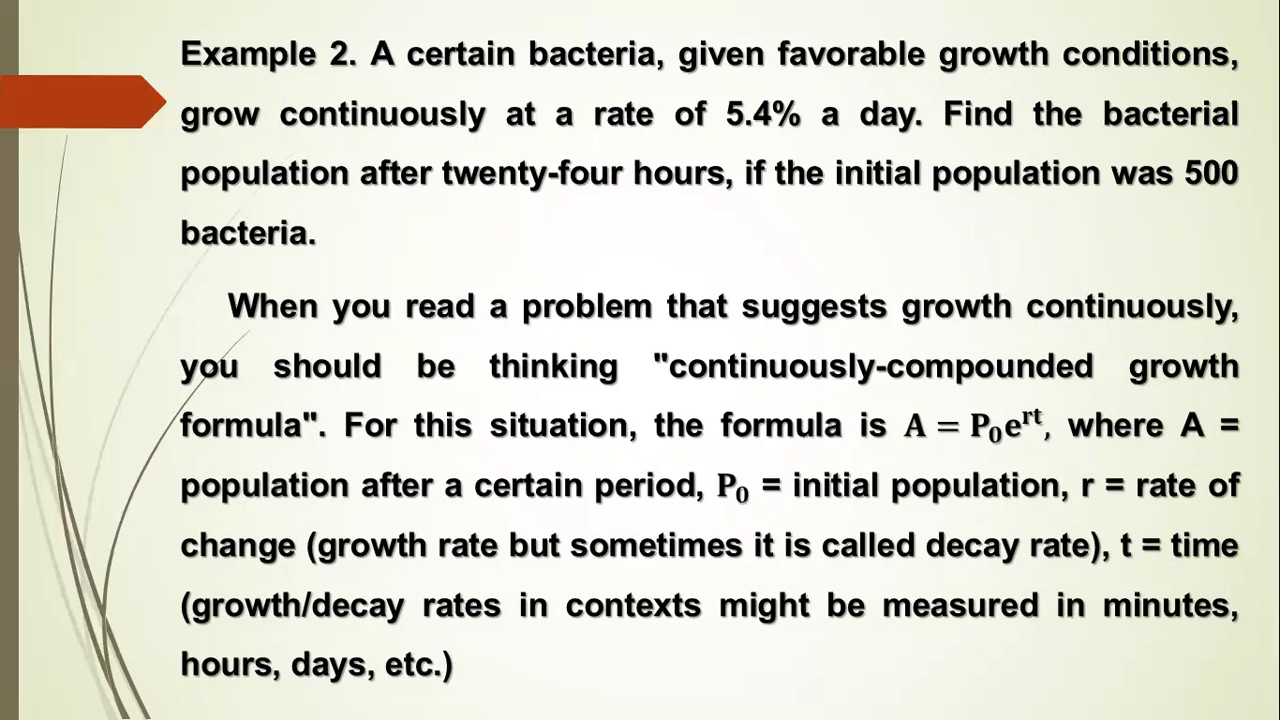 Example 2. A certain bacteria, given favorable growth conditions,
grow continuously at a rate of 5.4% a day. Find the bacterial
population after twenty-four hours, if the initial population was 500
bacteria.
When you read a problem that suggests growth continuously,
you should be thinking "continuously-compounded growth
formula". For this situation, the formula is A = P₀eʳᵗ, where A =
population after a certain period, P₀ = initial population, r = rate of
change (growth rate but sometimes it is called decay rate), t = time
(growth/decay rates in contexts might be measured in minutes,
hours, days, etc.)